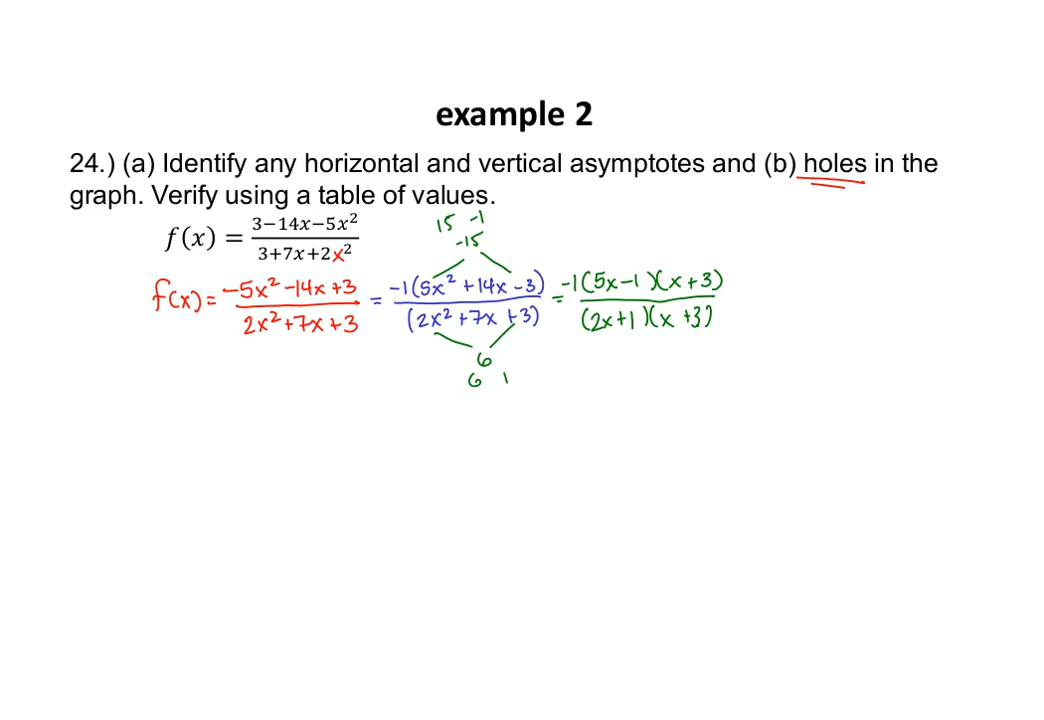 example 2
24.) (a) Identify any horizontal and vertical asymptotes and (b) holes in the
graph. Verify using a table of values.
f(x) = (3−14x−5x²)/(3+7x+2x²)
15 -1
-15
f(x) = (-5x² -14x +3)/(2x² +7x +3) = -1(5x² +14x -3)/(2x² +7x +3) = -1(5x-1)(x+3)/(2x+1)(x+3)
6
6 1